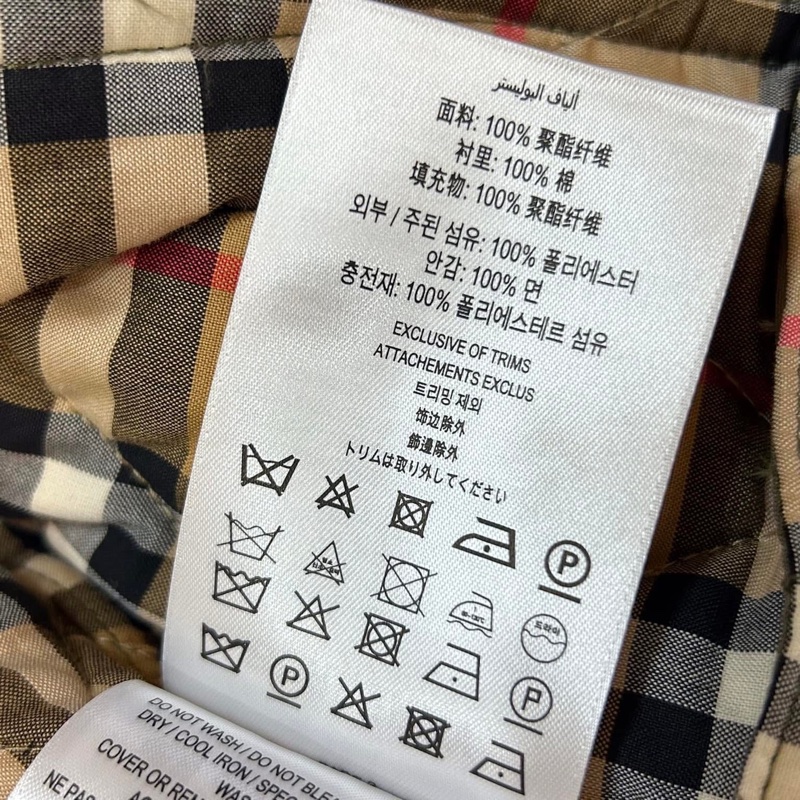 ألياف البوليستر
面料: 100% 聚酯纤维
衬里: 100% 棉
填充物: 100% 聚酯纤维
외부 / 주된 섬유: 100% 폴리에스터
안감: 100% 면
충전재: 100% 폴리에스테르 섬유
EXCLUSIVE OF TRIMS
ATTACHEMENTS EXCLUS
트리밍 제외
饰边除外
飾邊除外
トリムは取り外してください
P
드라이
P
P
DO NOT WASH / DO NOT BLEA
DRY / COOL IRON / SPEC
COVER OR REM
WAS
NE PAS